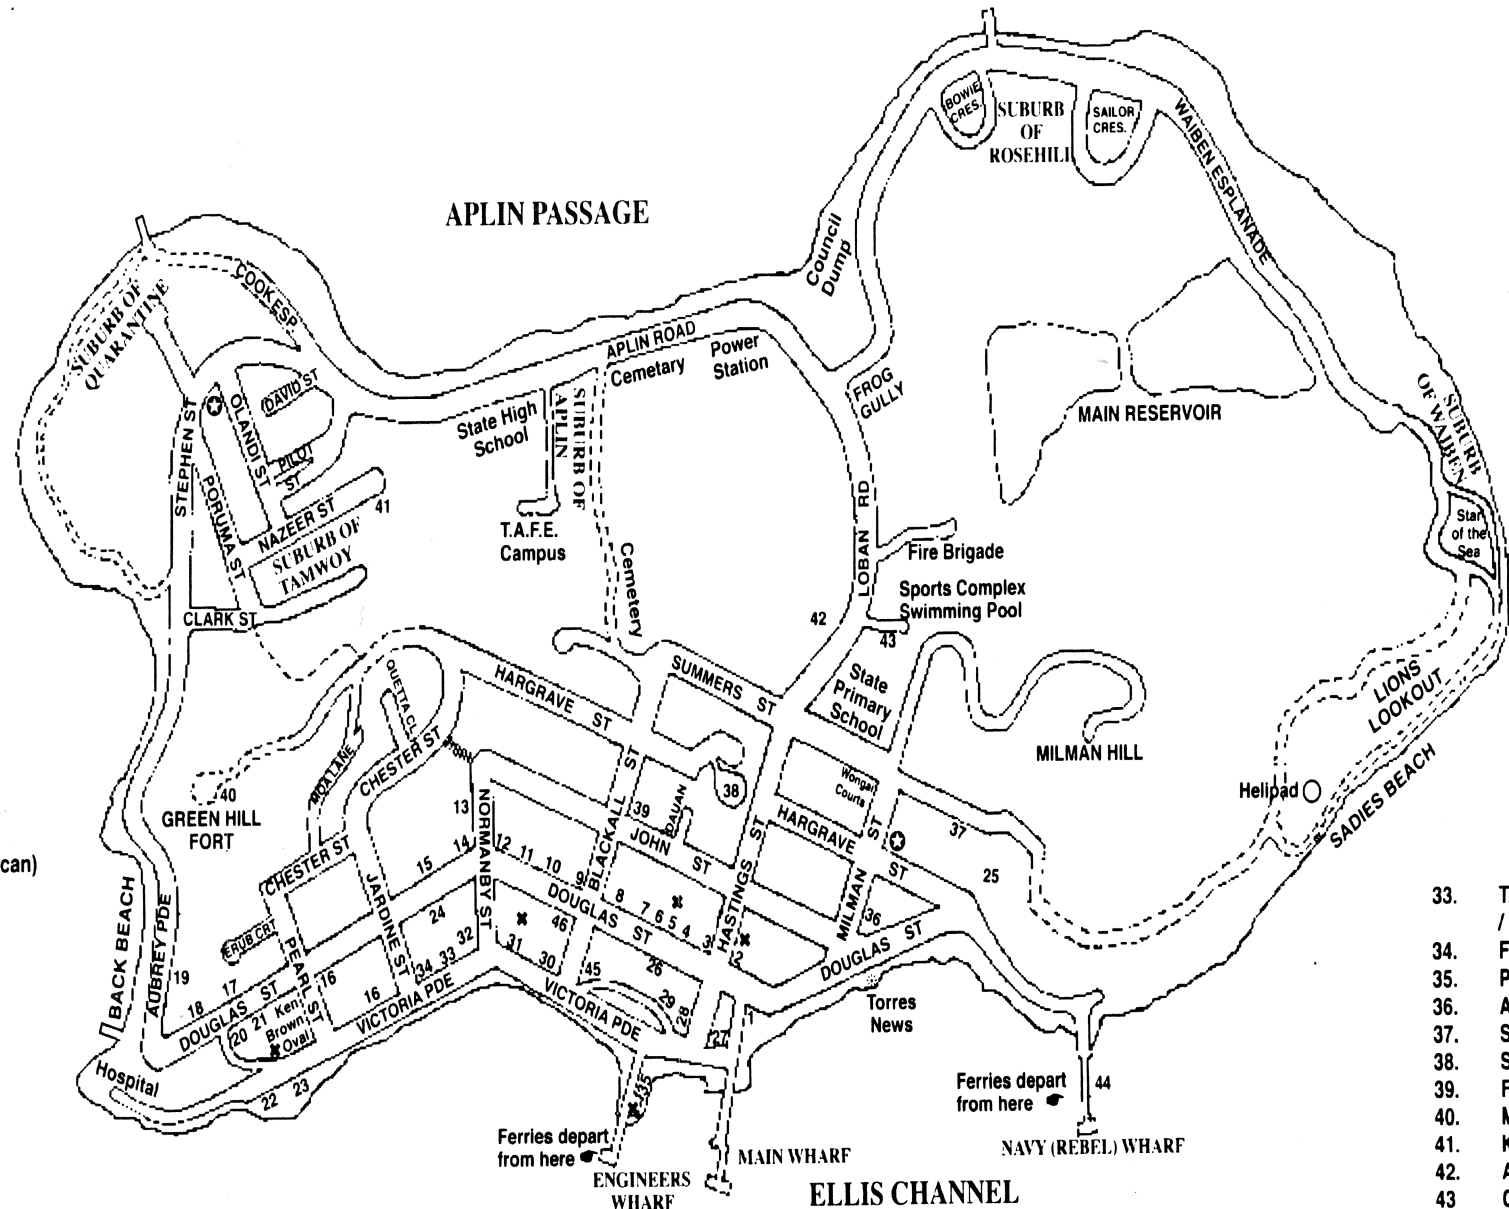 BOWIE
CRES.
SUBURB
OF
ROSEHILL
SAILOR
CRES.
WAIBEN ESPLANADE
APLIN PASSAGE
Council
Dump
COOK ESP.
SUBURB OF
QUARANTINE
APLIN ROAD
Cemetary
Power
Station
FROG
GULLY
MAIN RESERVOIR
SUBURB
OF WAIBEN
DAVID ST
OLANDI ST
STEPHEN ST
PILOT
ST
PORUMA ST
NAZEER ST
41
SUBURB OF
TAMWOY
CLARK ST
State High
School
SUBURB OF
APLIN
T.A.F.E.
Campus
Cemetery
LOBAN RD
Fire Brigade
Sports Complex
Swimming Pool
42
43
Star
of the
Sea
LIONS
LOOKOUT
SADIES BEACH
Helipad
MILMAN HILL
State
Primary
School
SUMMERS ST
HARGRAVE ST
QUETTA CL
CHESTER ST
MOA LANE
40
GREEN HILL
FORT
13
NORMANBY ST
BLACKALL ST
39
DAUAN
38
JOHN ST
Wongai
Courts
HARGRAVE ST
37
25
MILMAN ST
HASTINGS ST
36
14
15
12
11
10
9
8
7
6
5
4
3
2
DOUGLAS ST
CHESTER ST
JARDINE ST
24
32
33
34
31
30
46
45
26
29
28
27
ERUB CRT
PEARL ST
16
16
VICTORIA PDE
VICTORIA PDE
DOUGLAS ST
Torres
News
BACK BEACH
AUBREY PDE
19
18
17
DOUGLAS ST
20
21
Ken
Brown
Oval
Hospital
22
23
35
Ferries depart
from here
ENGINEERS
WHARF
MAIN WHARF
Ferries depart
from here
44
NAVY (REBEL) WHARF
ELLIS CHANNEL
can)
33. T
/
34. F
35. P
36. A
37. S
38. S
39. F
40. M
41. K
42. A
43